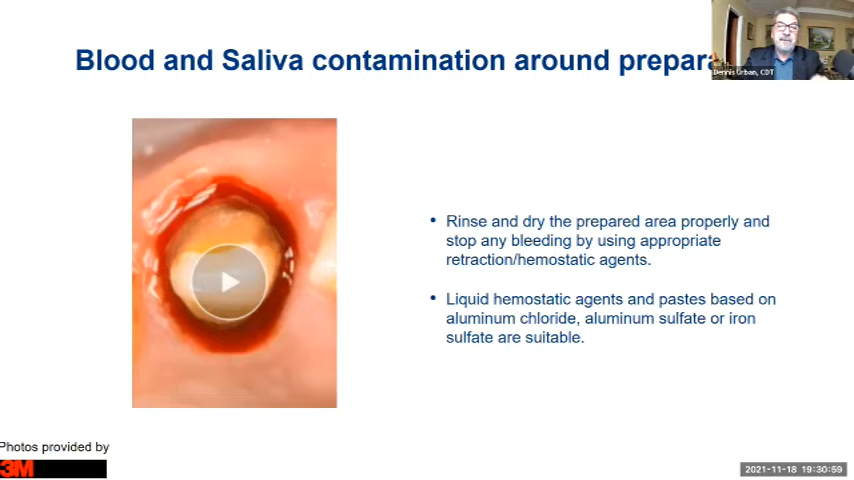 Blood and Saliva contamination around prepara
Dennis Urban, CDT
• Rinse and dry the prepared area properly and
stop any bleeding by using appropriate
retraction/hemostatic agents.
• Liquid hemostatic agents and pastes based on
aluminum chloride, aluminum sulfate or iron
sulfate are suitable.
Photos provided by
3M
2021-11-18 19:30:59